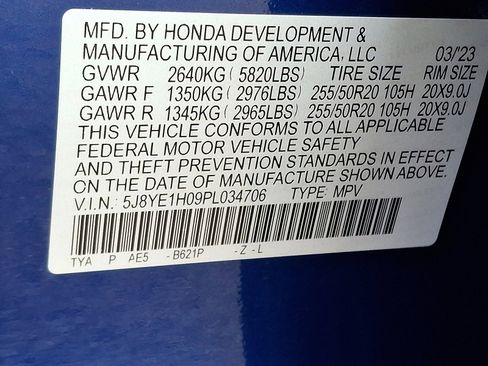 MFD. BY HONDA DEVELOPMENT &
MANUFACTURING OF AMERICA, LLC 03/'23
GVWR 2640KG ( 5820LBS) TIRE SIZE RIM SIZE
GAWR F 1350KG ( 2976LBS) 255/50R20 105H 20X9.0J
GAWR R 1345KG ( 2965LBS) 255/50R20 105H 20X9.0J
THIS VEHICLE CONFORMS TO ALL APPLICABLE
FEDERAL MOTOR VEHICLE SAFETY
AND THEFT PREVENTION STANDARDS IN EFFECT
ON THE DATE OF MANUFACTURE SHOWN ABOVE.
V.I.N.: 5J8YE1H09PL034706 TYPE: MPV
TYA P AE5 - B621P - Z - L